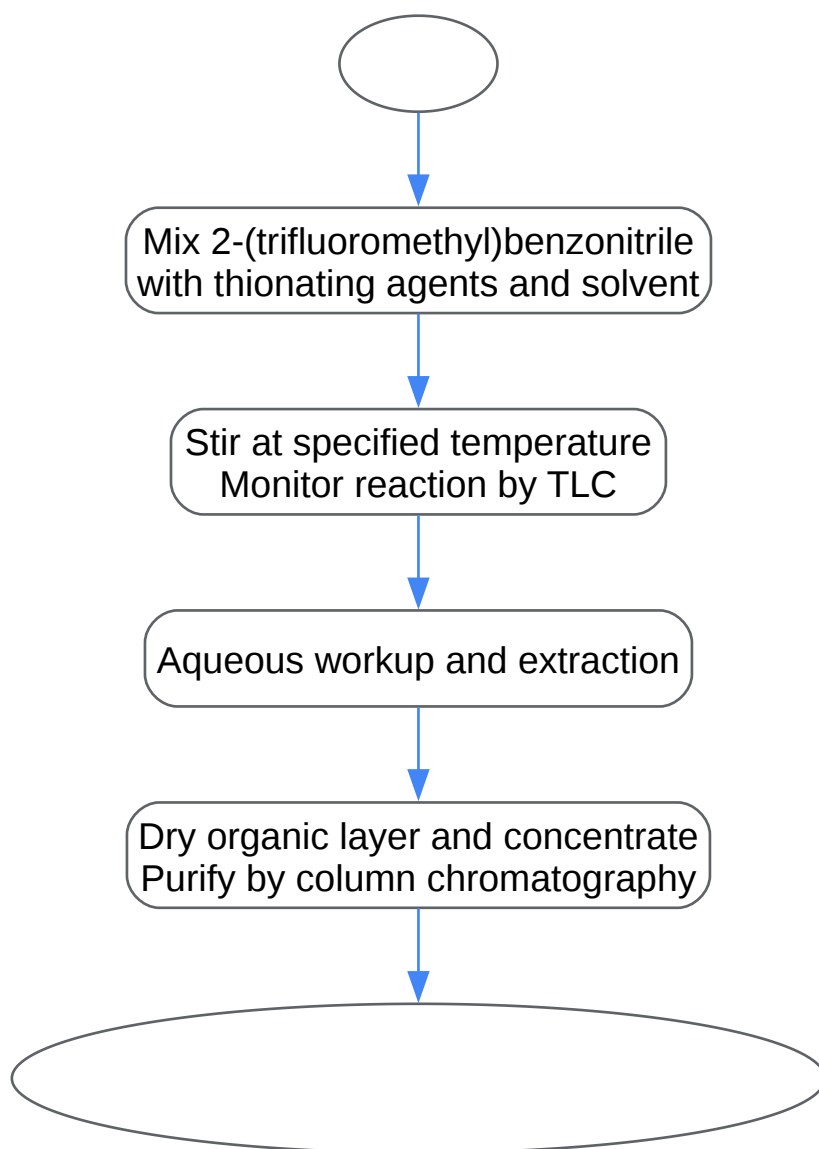 Mix 2-(trifluoromethyl)benzonitrile
with thionating agents and solvent
Stir at specified temperature
Monitor reaction by TLC
Aqueous workup and extraction
Dry organic layer and concentrate
Purify by column chromatography